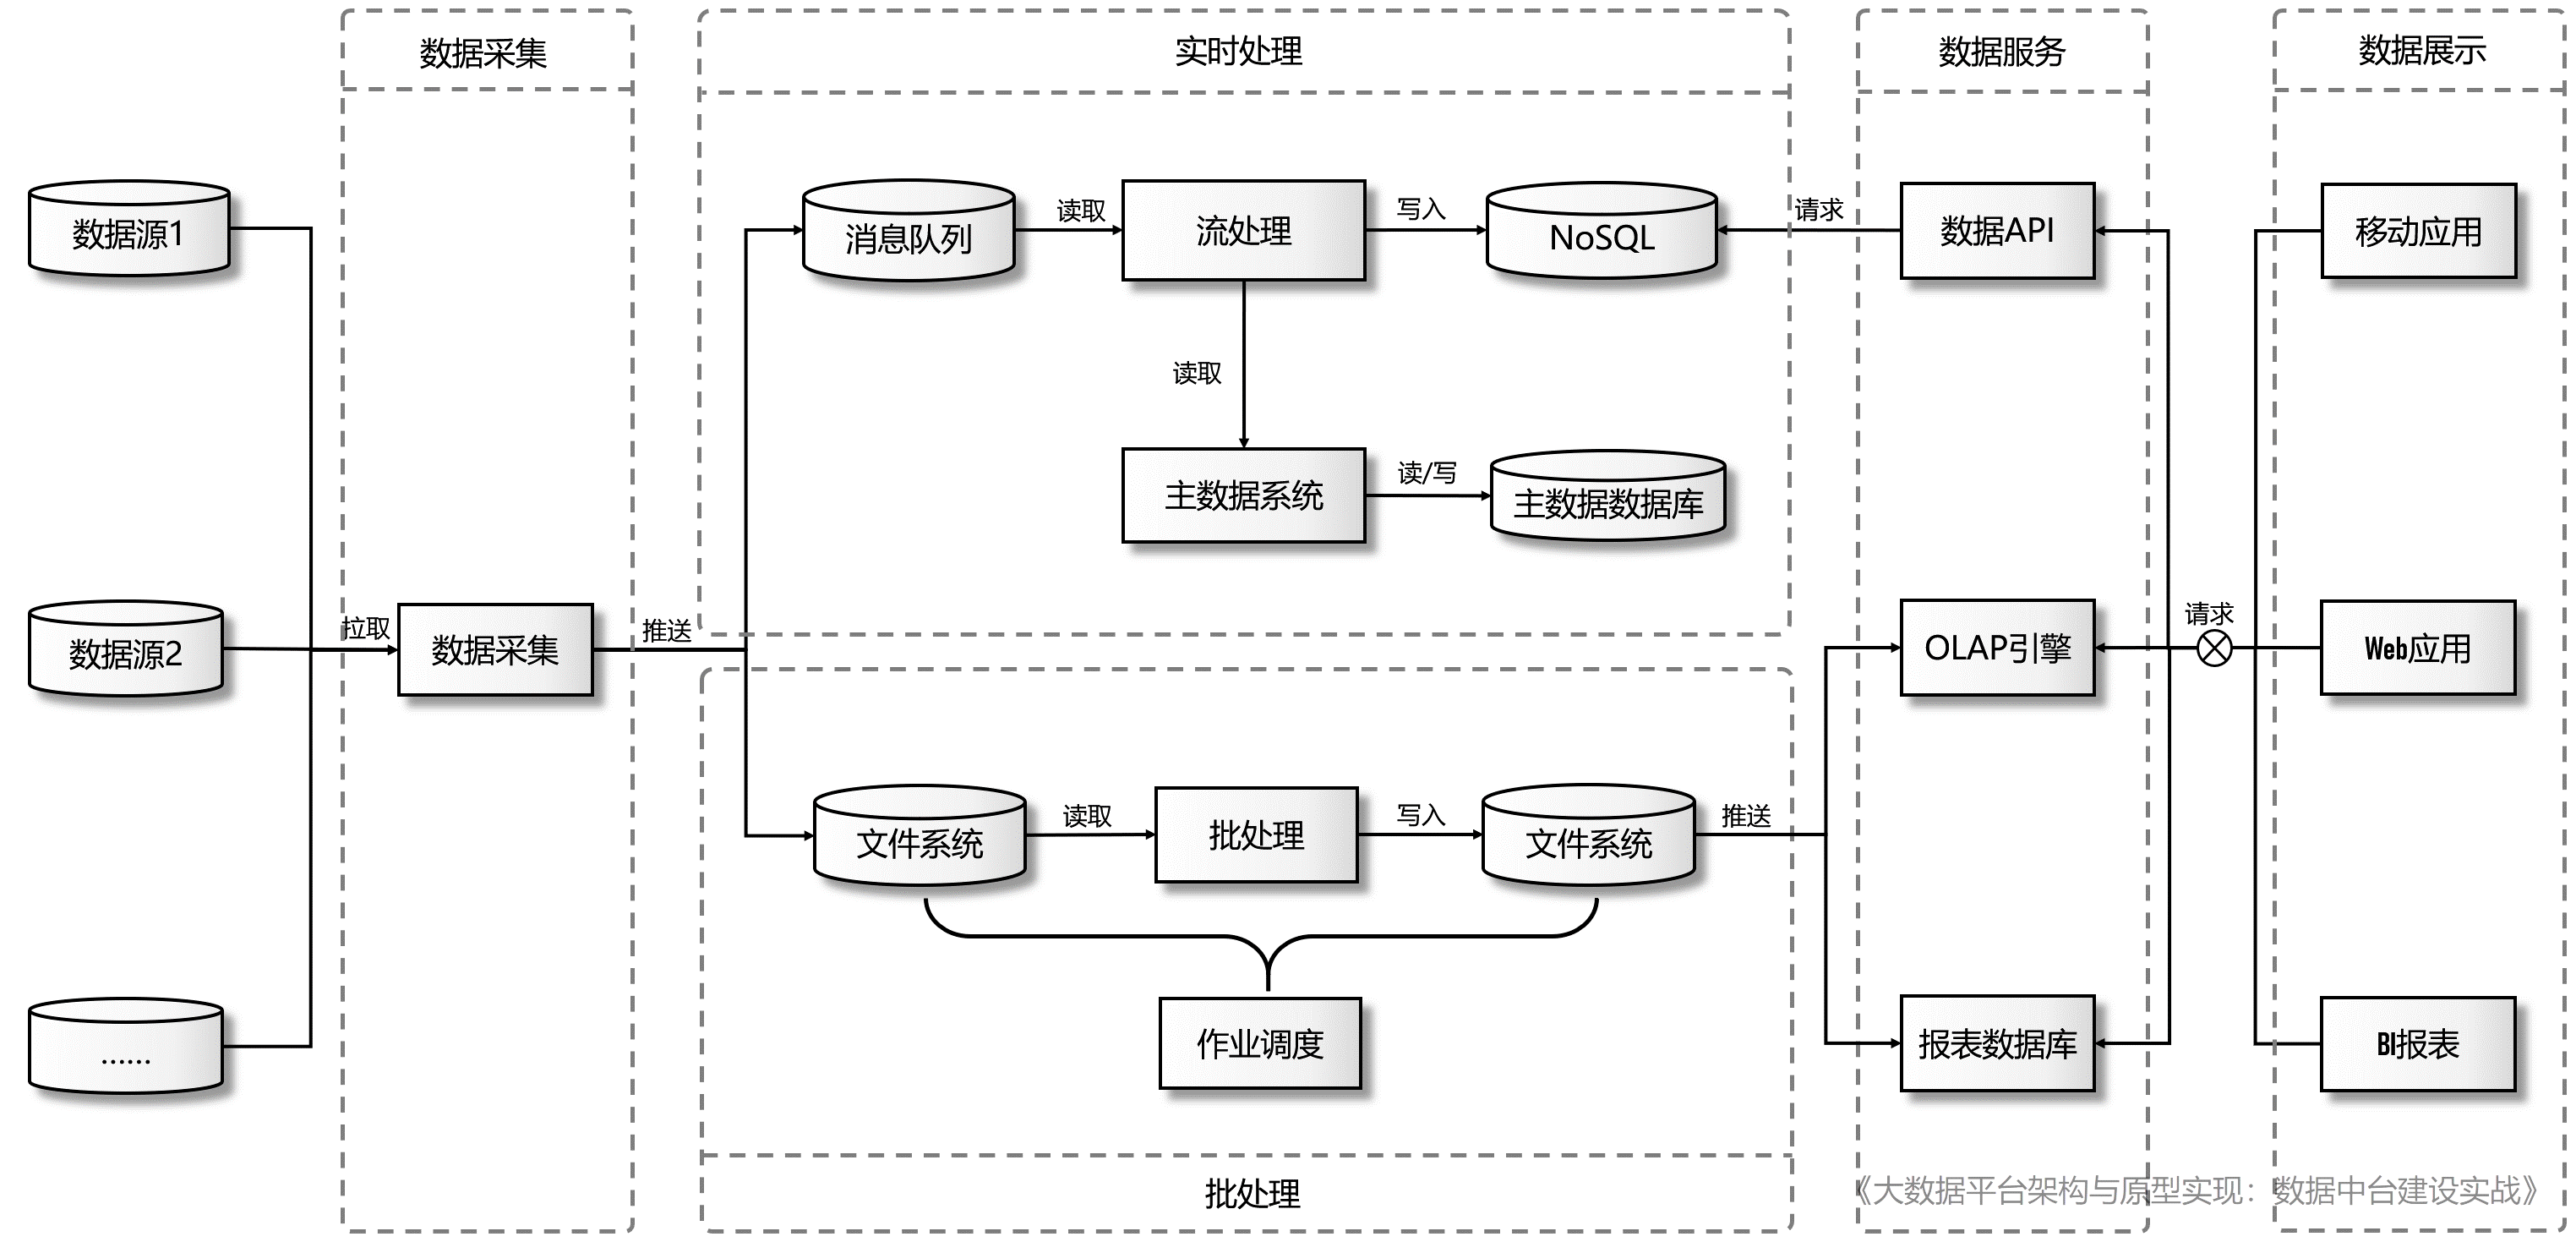 数据采集
实时处理
数据服务
数据展示
数据源1
消息队列
读取
流处理
写入
NoSQL
请求
数据API
移动应用
读取
主数据系统
读/写
主数据数据库
数据源2
拉取
数据采集
推送
OLAP引擎
请求
Web应用
文件系统
读取
批处理
写入
文件系统
推送
......
作业调度
报表数据库
BI报表
批处理
《大数据平台架构与原型实现：数据中台建设实战》